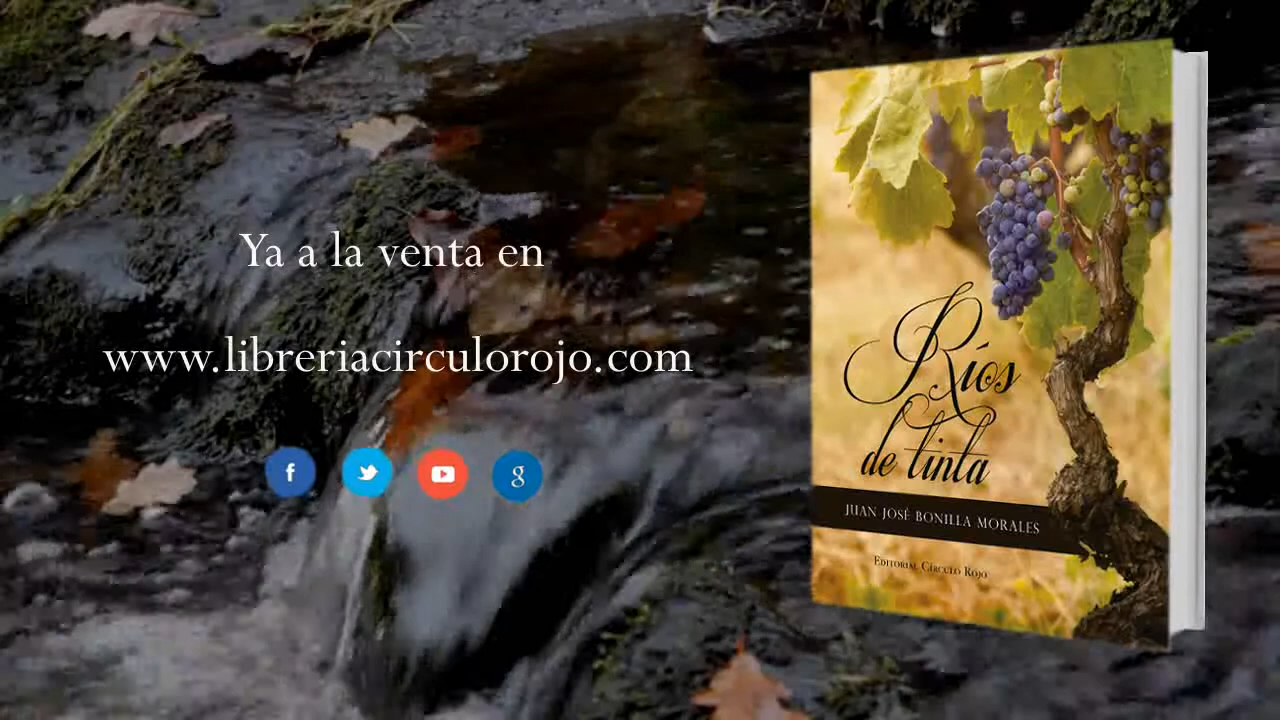 Ya a la venta en
www.libreriacirculorojo.com
f
g
Ríos
de tinta
JUAN JOSÉ BONILLA MORALES
EDITORIAL CÍRCULO ROJO